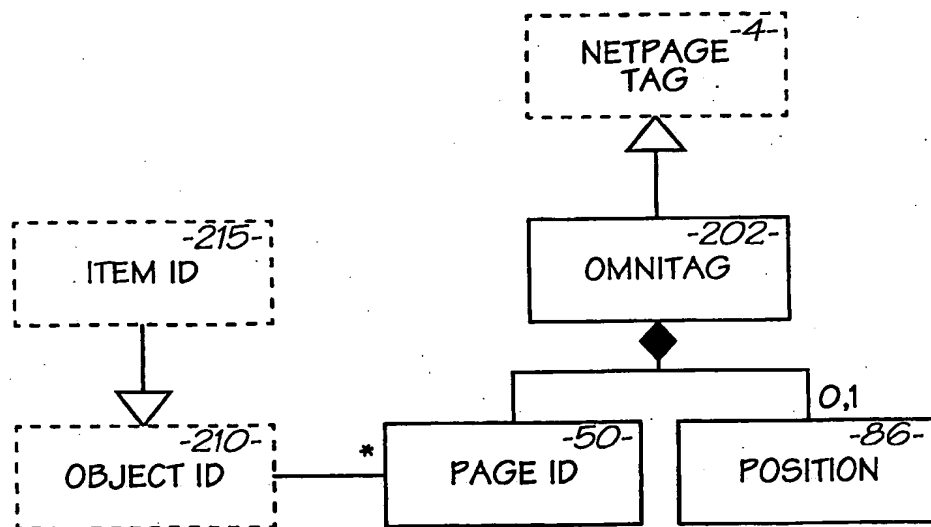 -4-
NETPAGE
TAG
-215-
ITEM ID
-202-
OMNITAG
0,1
-210-
OBJECT ID
*
-50-
PAGE ID
-86-
POSITION